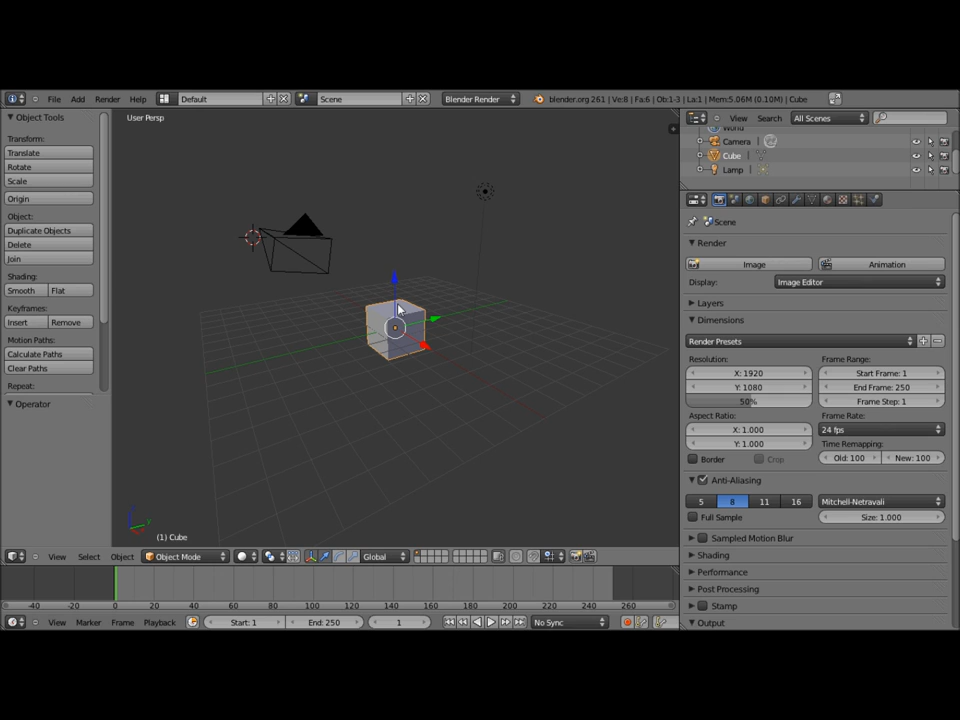 File Add Render Help Default Scene Blender Render blender.org 261 | Ve:8 | Fa:6 | Ob:1-3 | La:1 | Mem:5.06M (0.10M) | Cube
Object Tools
Transform:
Translate
Rotate
Scale
Origin
Object:
Duplicate Objects
Delete
Join
Shading:
Smooth Flat
Keyframes:
Insert Remove
Motion Paths:
Calculate Paths
Clear Paths
Repeat:
Operator
User Persp
(1) Cube
View Select Object Object Mode Global
-40 -20 0 20 40 60 80 100 120 140 160 180 200 220 240 260
View Marker Frame Playback Start: 1 End: 250 1 No Sync
View Search All Scenes
World
Camera
Cube
Lamp
Scene
Render
Image Animation
Display: Image Editor
Layers
Dimensions
Render Presets
Resolution: Frame Range:
X: 1920 Start Frame: 1
Y: 1080 End Frame: 250
50% Frame Step: 1
Aspect Ratio: Frame Rate:
X: 1.000 24 fps
Y: 1.000 Time Remapping:
Border Crop Old: 100 New: 100
Anti-Aliasing
5 8 11 16 Mitchell-Netravali
Full Sample Size: 1.000
Sampled Motion Blur
Shading
Performance
Post Processing
Stamp
Output